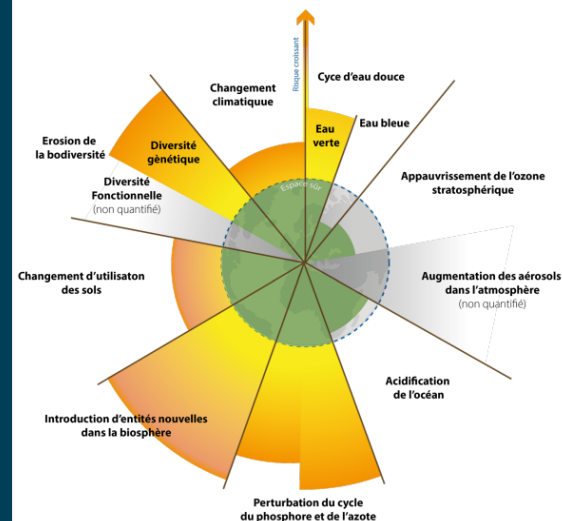 Risque croissant
Cyce d'eau douce
Changement
climatiquue
Eau
verte
Eau bleue
Erosion de
la bodiversité
Diversité
gènétique
Diversité
Fonctionnelle
(non quantifié)
Espace sûr
Appauvrissement de l'ozone
stratosphérique
Changement d'utilisaton
des sols
Augmentation des aérosols
dans l'atmosphère
(non quantifié)
Acidification
de l'océan
Introduction d'entités nouvelles
dans la biosphère
Perturbation du cycle
du phosphore et de l'azote